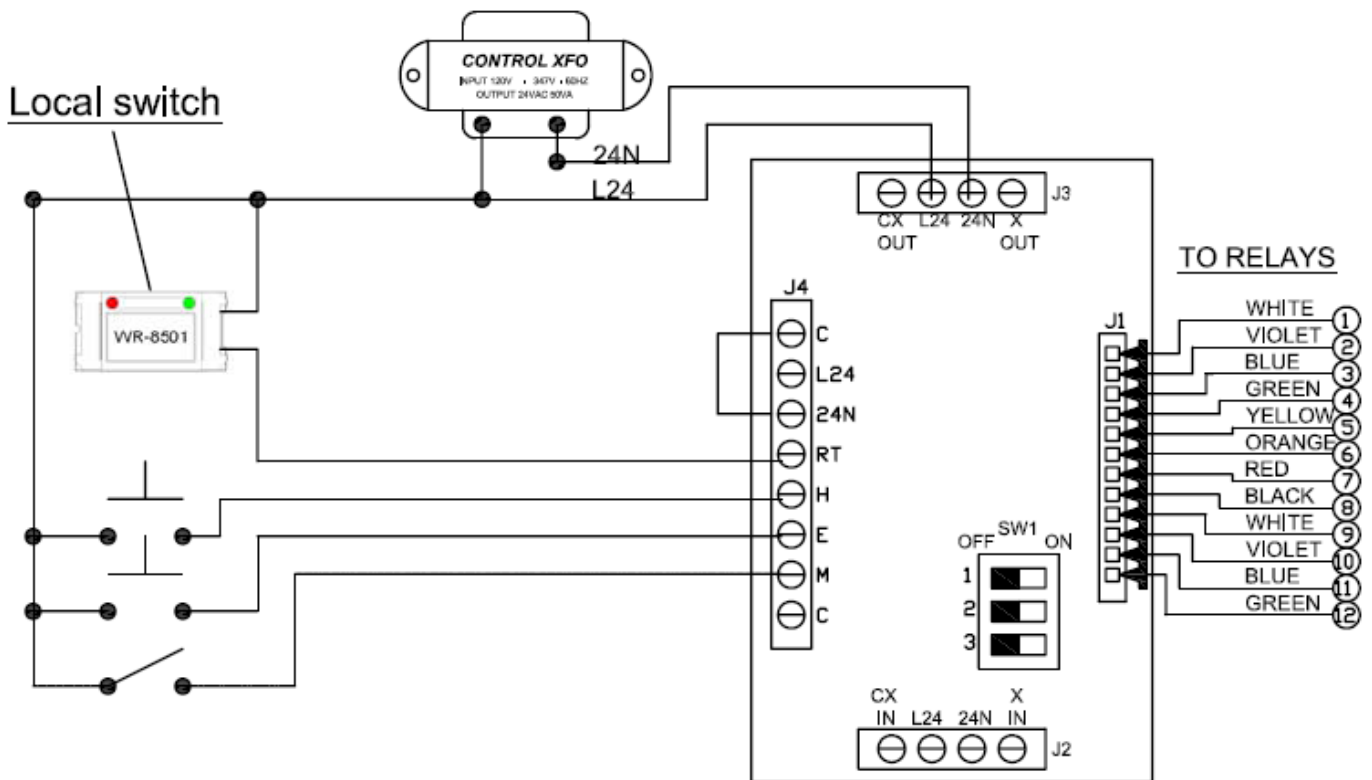 CONTROL XFO
INPUT 120V • 347V • 60HZ
OUTPUT 24VAC 50VA
Local switch
24N
L24
J3
CX L24 24N X
OUT OUT
TO RELAYS
J4
C
L24
24N
RT
H
E
M
C
WR-8501
J1
WHITE 1
VIOLET 2
BLUE 3
GREEN 4
YELLOW 5
ORANGE 6
RED 7
BLACK 8
WHITE 9
VIOLET 10
BLUE 11
GREEN 12
SW1
OFF ON
1
2
3
CX X
IN L24 24N IN
J2